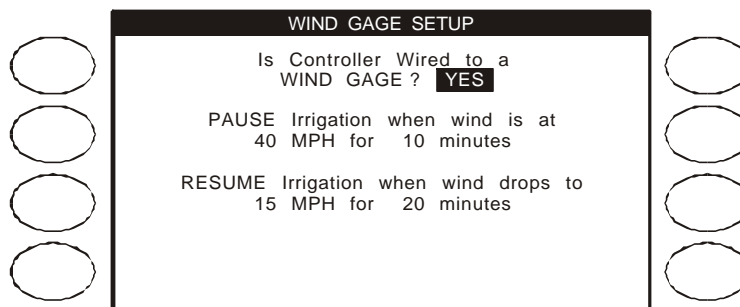 WIND GAGE SETUP
Is Controller Wired to a
WIND GAGE ? YES
PAUSE Irrigation when wind is at
40 MPH for 10 minutes
RESUME Irrigation when wind drops to
15 MPH for 20 minutes